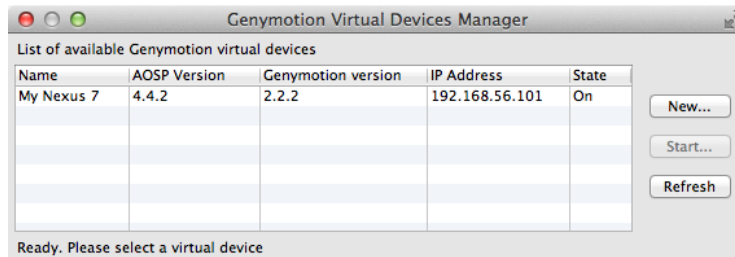 Genymotion Virtual Devices Manager
List of available Genymotion virtual devices
Name AOSP Version Genymotion version IP Address State
My Nexus 7 4.4.2 2.2.2 192.168.56.101 On
New...
Start...
Refresh
Ready. Please select a virtual device